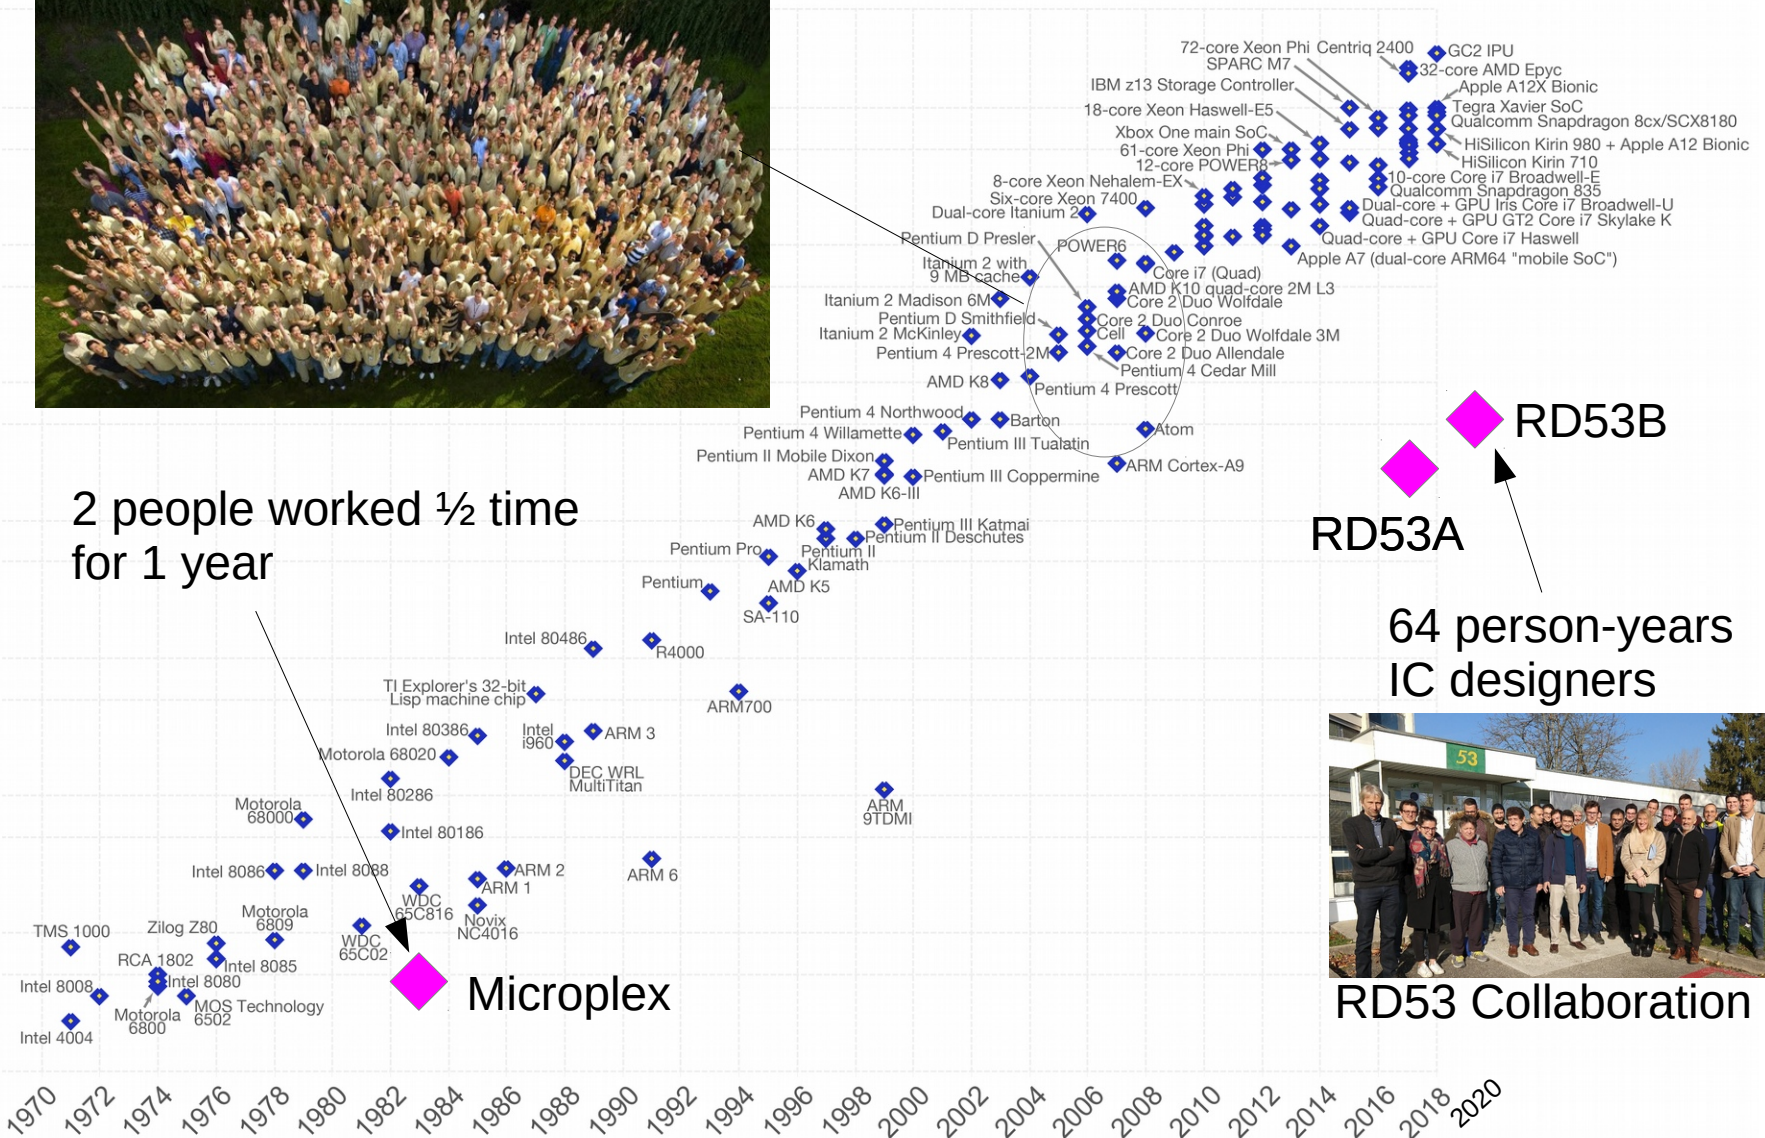 72-core Xeon Phi
Centriq 2400
GC2 IPU
SPARC M7
32-core AMD Epyc
IBM z13 Storage Controller
Apple A12X Bionic
18-core Xeon Haswell-E5
Tegra Xavier SoC
Qualcomm Snapdragon 8cx/SCX8180
Xbox One main SoC
61-core Xeon Phi
HiSilicon Kirin 980 + Apple A12 Bionic
12-core POWER8
HiSilicon Kirin 710
8-core Xeon Nehalem-EX
10-core Core i7 Broadwell-E
Six-core Xeon 7400
Qualcomm Snapdragon 835
Dual-core Itanium 2
Dual-core + GPU Iris Core i7 Broadwell-U
Quad-core + GPU GT2 Core i7 Skylake K
Pentium D Presler
POWER6
Quad-core + GPU Core i7 Haswell
Apple A7 (dual-core ARM64 "mobile SoC")
Itanium 2 with
9 MB cache
Core i7 (Quad)
AMD K10 quad-core 2M L3
Itanium 2 Madison 6M
Core 2 Duo Wolfdale
Pentium D Smithfield
Core 2 Duo Conroe
Itanium 2 McKinley
Cell
Core 2 Duo Wolfdale 3M
Pentium 4 Prescott-2M
Core 2 Duo Allendale
Pentium 4 Cedar Mill
AMD K8
Pentium 4 Prescott
Pentium 4 Northwood
Barton
RD53B
Pentium 4 Willamette
Pentium III Tualatin
Atom
Pentium II Mobile Dixon
ARM Cortex-A9
AMD K7
Pentium III Coppermine
AMD K6-III
2 people worked ½ time
for 1 year
AMD K6
Pentium III Katmai
RD53A
Pentium II Deschutes
Pentium Pro
Pentium II
Klamath
Pentium
AMD K5
SA-110
64 person-years
IC designers
Intel 80486
R4000
TI Explorer's 32-bit
Lisp machine chip
ARM700
Intel 80386
Intel
i960
ARM 3
Motorola 68020
DEC WRL
MultiTitan
53
Intel 80286
Motorola
68000
ARM
9TDMI
Intel 80186
Intel 8086
Intel 8088
ARM 2
ARM 6
ARM 1
WDC
65C816
Motorola
6809
Novix
NC4016
TMS 1000
Zilog Z80
WDC
65C02
RCA 1802
Intel 8085
Intel 8080
Intel 8008
Microplex
RD53 Collaboration
MOS Technology
6502
Motorola
6800
Intel 4004
1970
1972
1974
1976
1978
1980
1982
1984
1986
1988
1990
1992
1994
1996
1998
2000
2002
2004
2006
2008
2010
2012
2014
2016
2018
2020